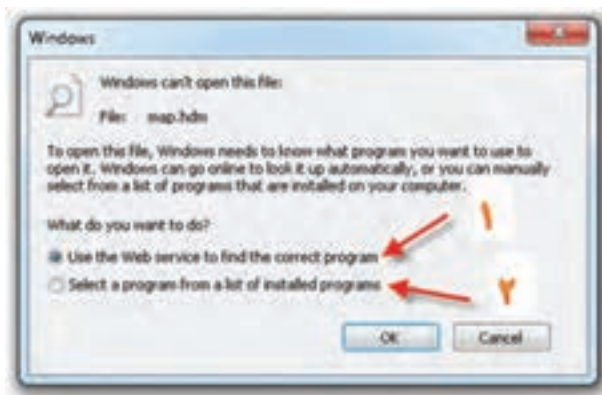 Windows
Windows can't open this file:
File: map.hdm
To open this file, Windows needs to know what program you want to use to
open it. Windows can go online to look it up automatically, or you can manually
select from a list of programs that are installed on your computer.
What do you want to do?
Use the Web service to find the correct program
۱
Select a program from a list of installed programs
۲
OK
Cancel